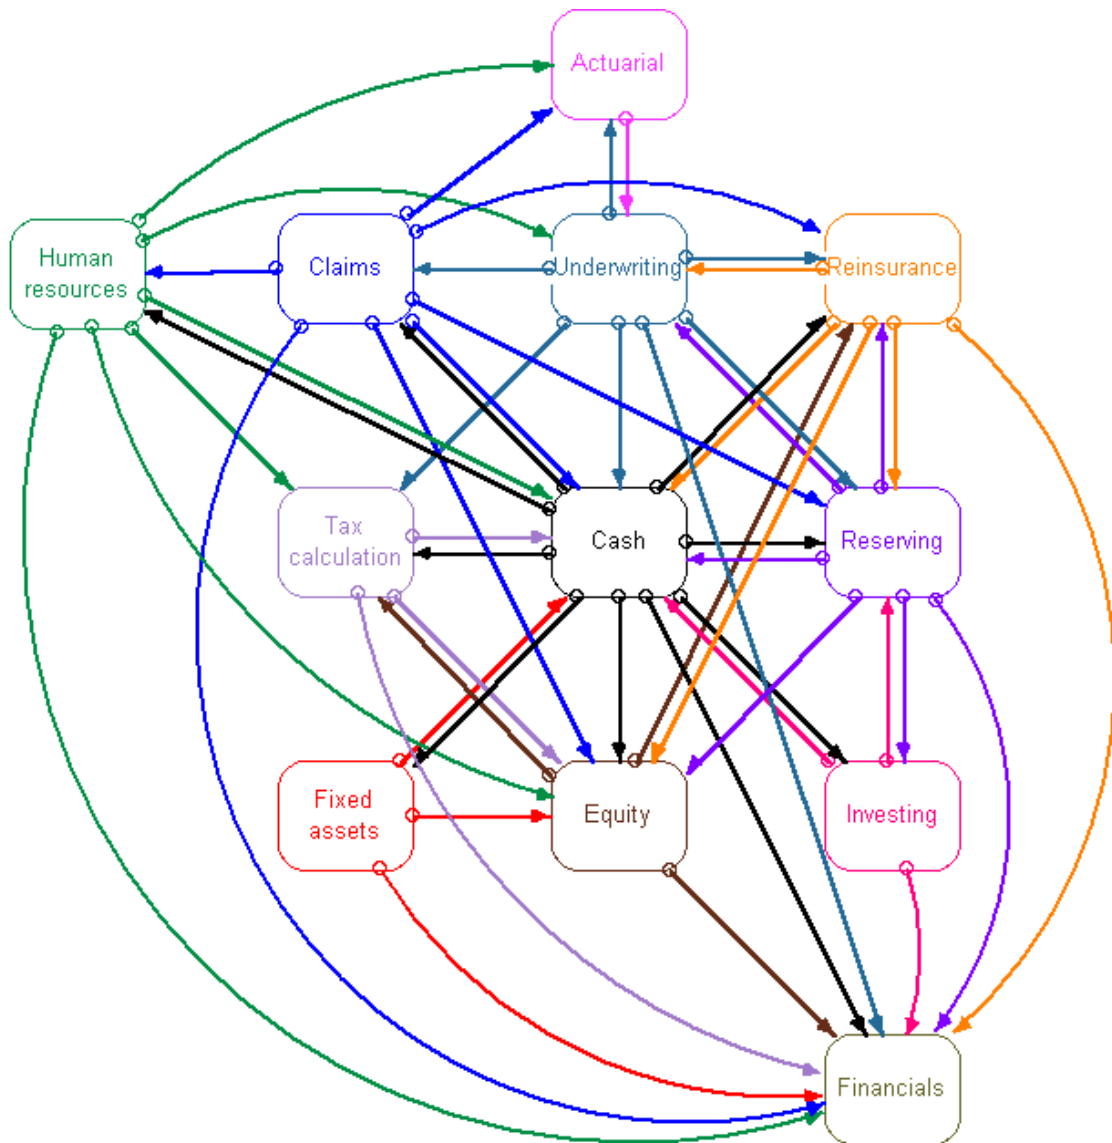 Actuarial
Human
resources
Claims
Underwriting
Reinsurance
Tax
calculation
Cash
Reserving
Fixed
assets
Equity
Investing
Financials